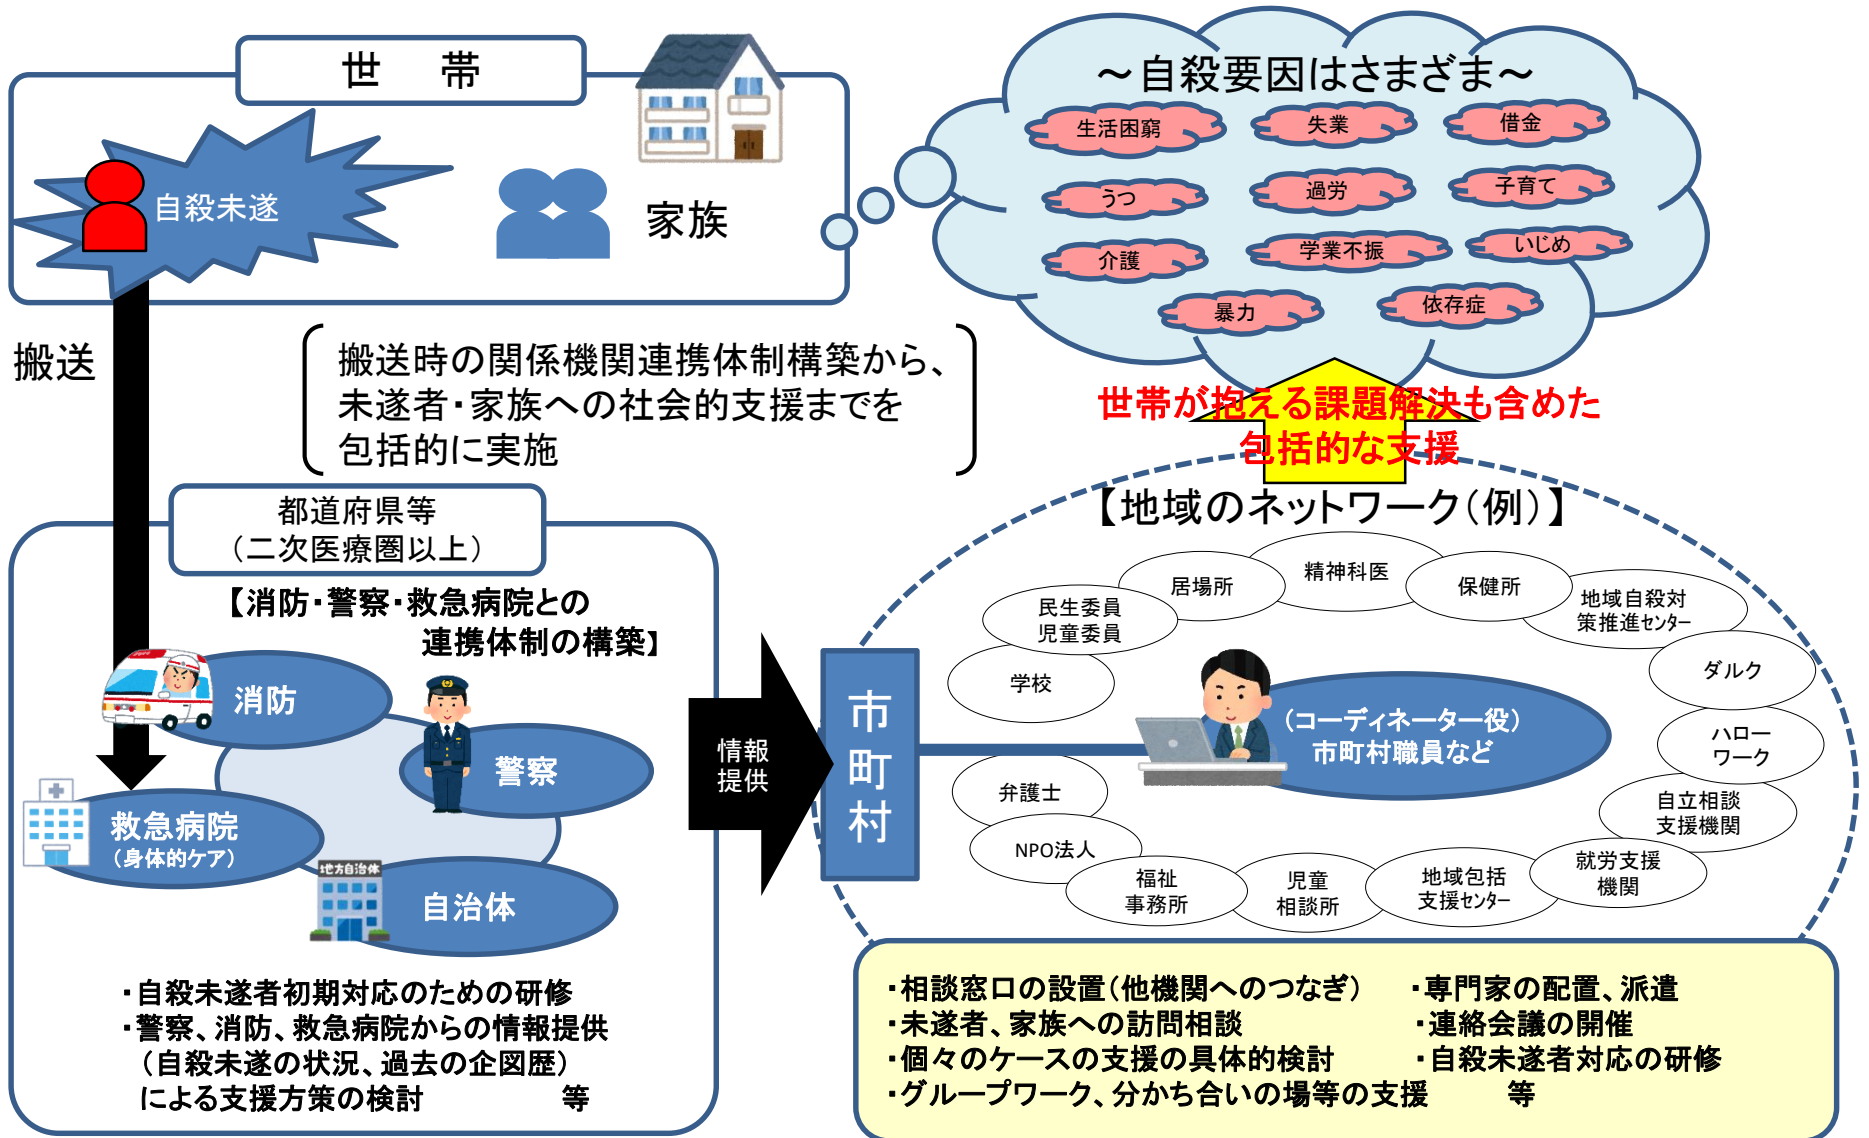 世　帯
自殺未遂
家族
～自殺要因はさまざま～
生活困窮
失業
借金
うつ
過労
子育て
介護
学業不振
いじめ
暴力
依存症
搬送
搬送時の関係機関連携体制構築から、
未遂者・家族への社会的支援までを
包括的に実施
世帯が抱える課題解決も含めた
包括的な支援
都道府県等
（二次医療圏以上）
【消防・警察・救急病院との
連携体制の構築】
消防
警察
救急病院
（身体的ケア）
地方自治体
自治体
・自殺未遂者初期対応のための研修
・警察、消防、救急病院からの情報提供
（自殺未遂の状況、過去の企図歴）
による支援方策の検討　　　　　等
情報
提供
市
町
村
【地域のネットワーク（例）】
精神科医
居場所
保健所
民生委員
児童委員
地域自殺対
策推進センター
学校
ダルク
（コーディネーター役）
市町村職員など
ハロー
ワーク
弁護士
自立相談
支援機関
NPO法人
就労支援
機関
福祉
事務所
児童
相談所
地域包括
支援センター
・相談窓口の設置（他機関へのつなぎ）　・専門家の配置、派遣
・未遂者、家族への訪問相談　・連絡会議の開催
・個々のケースの支援の具体的検討　・自殺未遂者対応の研修
・グループワーク、分かち合いの場等の支援　　　等